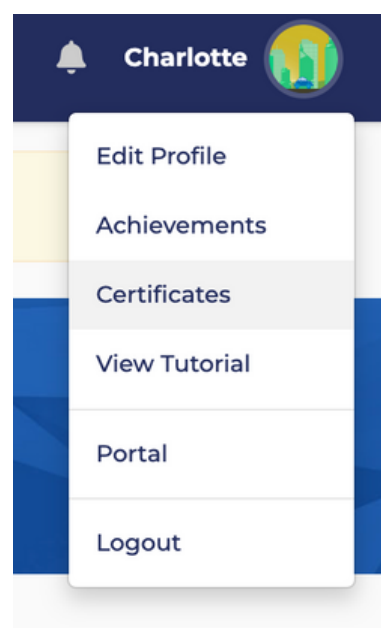 Charlotte
Edit Profile
Achievements
Certificates
View Tutorial
Portal
Logout